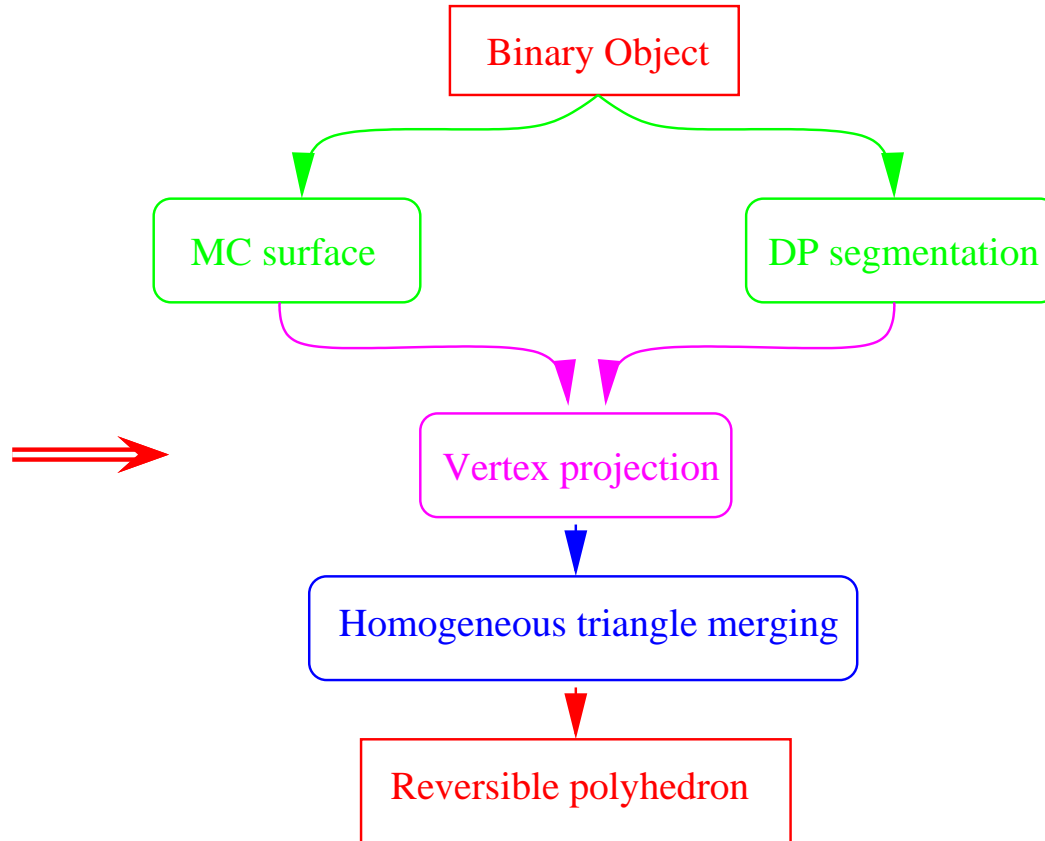 Binary Object
MC surface
DP segmentation
Vertex projection
Homogeneous triangle merging
Reversible polyhedron